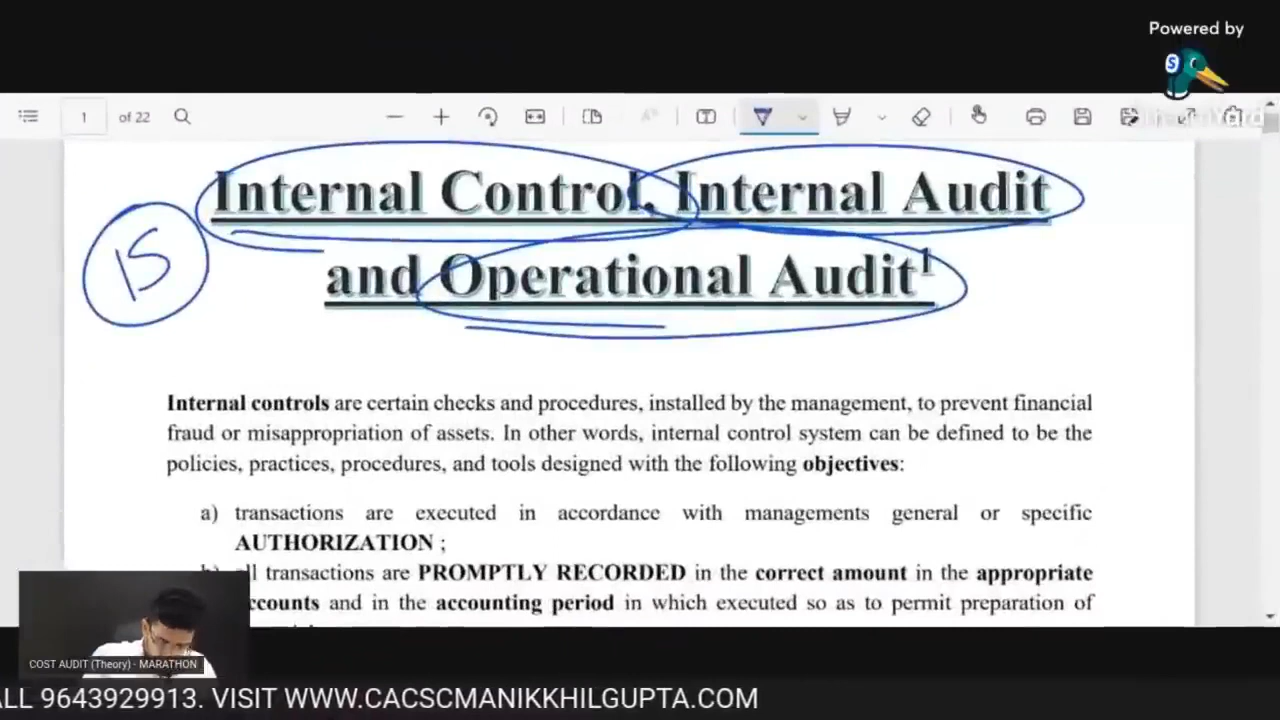 Powered by
1 of 22
Internal Control, Internal Audit
and Operational Audit1
15
Internal controls are certain checks and procedures, installed by the management, to prevent financial
fraud or misappropriation of assets. In other words, internal control system can be defined to be the
policies, practices, procedures, and tools designed with the following objectives:
a) transactions are executed in accordance with managements general or specific
AUTHORIZATION ;
all transactions are PROMPTLY RECORDED in the correct amount in the appropriate
accounts and in the accounting period in which executed so as to permit preparation of
COST AUDIT (Theory) - MARATHON
ALL 9643929913. VISIT WWW.CACSCMANIKKHILGUPTA.COM